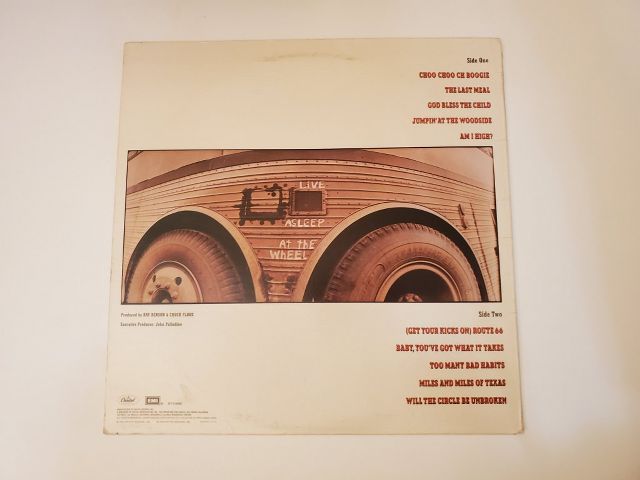 Side One
CHOO CHOO CH BOOGIE
THE LAST MEAL
GOD BLESS THE CHILD
JUMPIN' AT THE WOODSIDE
AM I HIGH?
LIVE
ASLEEP
At the
WHEEL
Produced by RAY BENSON & CHUCK FLOOD
Executive Producer: John Palladino
Side Two
(GET YOUR KICKS ON) ROUTE 66
BABY, YOU'VE GOT WHAT IT TAKES
TOO MANY BAD HABITS
MILES AND MILES OF TEXAS
WILL THE CIRCLE BE UNBROKEN
Capitol
EMI